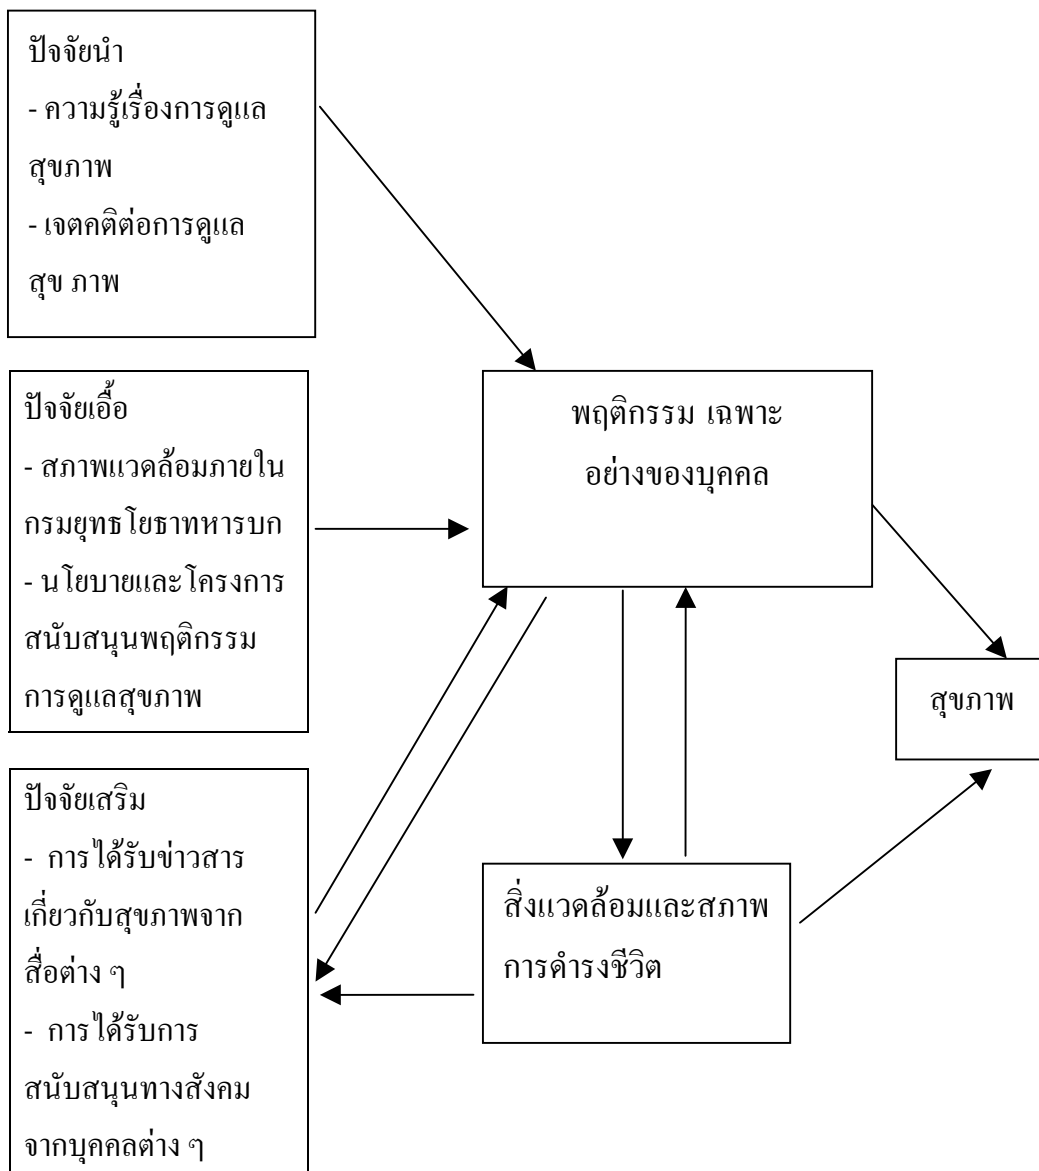 ปัจจัยนำ
- ความรู้เรื่องการดูแล
สุขภาพ
- เจตคติต่อการดูแล
สุข ภาพ
ปัจจัยเอื้อ
- สภาพแวดล้อมภายใน
กรมยุทธโยธาทหารบก
- นโยบายและโครงการ
สนับสนุนพฤติกรรม
การดูแลสุขภาพ
ปัจจัยเสริม
- การได้รับข่าวสาร
เกี่ยวกับสุขภาพจาก
สื่อต่าง ๆ
- การได้รับการ
สนับสนุนทางสังคม
จากบุคคลต่าง ๆ
พฤติกรรม เฉพาะ
อย่างของบุคคล
สิ่งแวดล้อมและสภาพ
การดำรงชีวิต
สุขภาพ